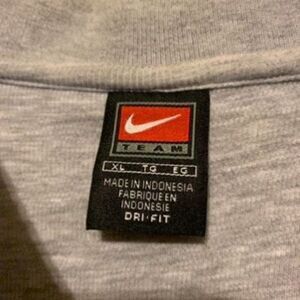 TEAM
XL TG EG
MADE IN INDONESIA
FABRIQUE EN
INDONESIE
DRI•FIT